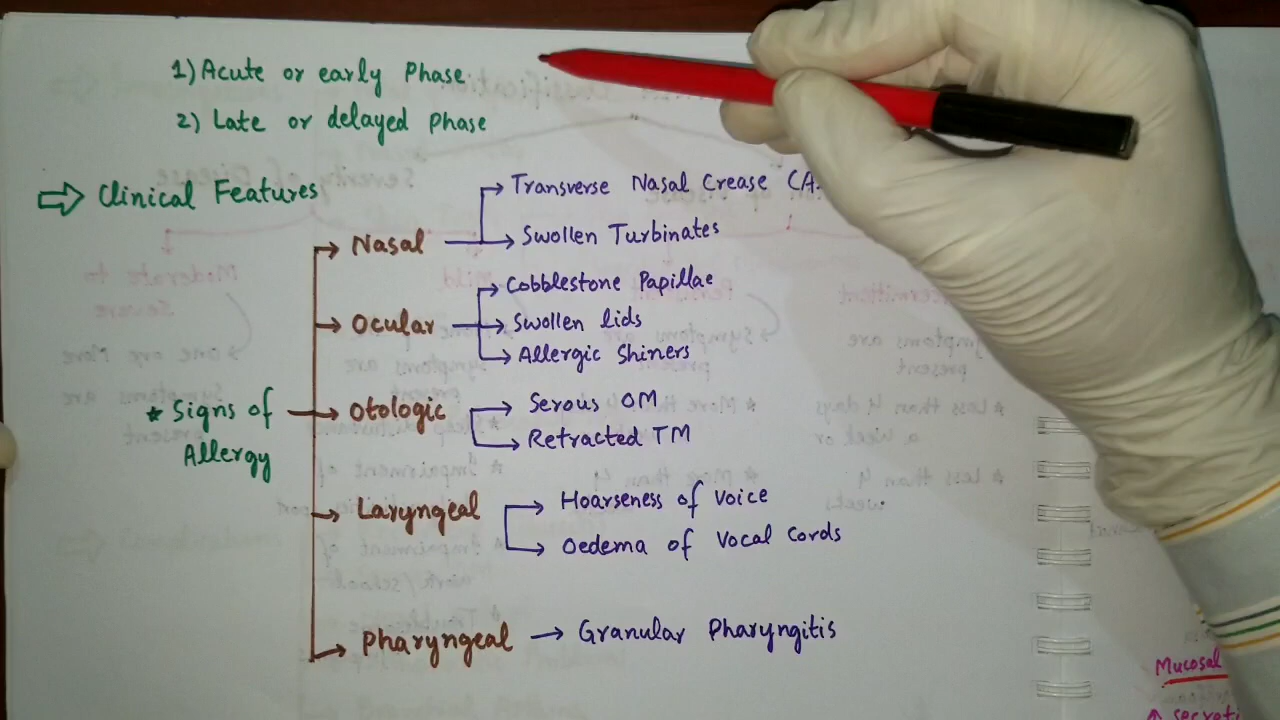 1) Acute or early Phase
2) Late or delayed phase
⇒ Clinical Features
* Signs of Allergy
Nasal
→ Transverse Nasal Crease (A.
→ Swollen Turbinates
Ocular
→ Cobblestone Papillae
→ Swollen lids
→ Allergic Shiners
Otologic
→ Serous OM
→ Retracted TM
Laryngeal
→ Hoarseness of Voice
→ Oedema of Vocal Cords
Pharyngeal → Granular Pharyngitis
Mucosal
↑ secreti